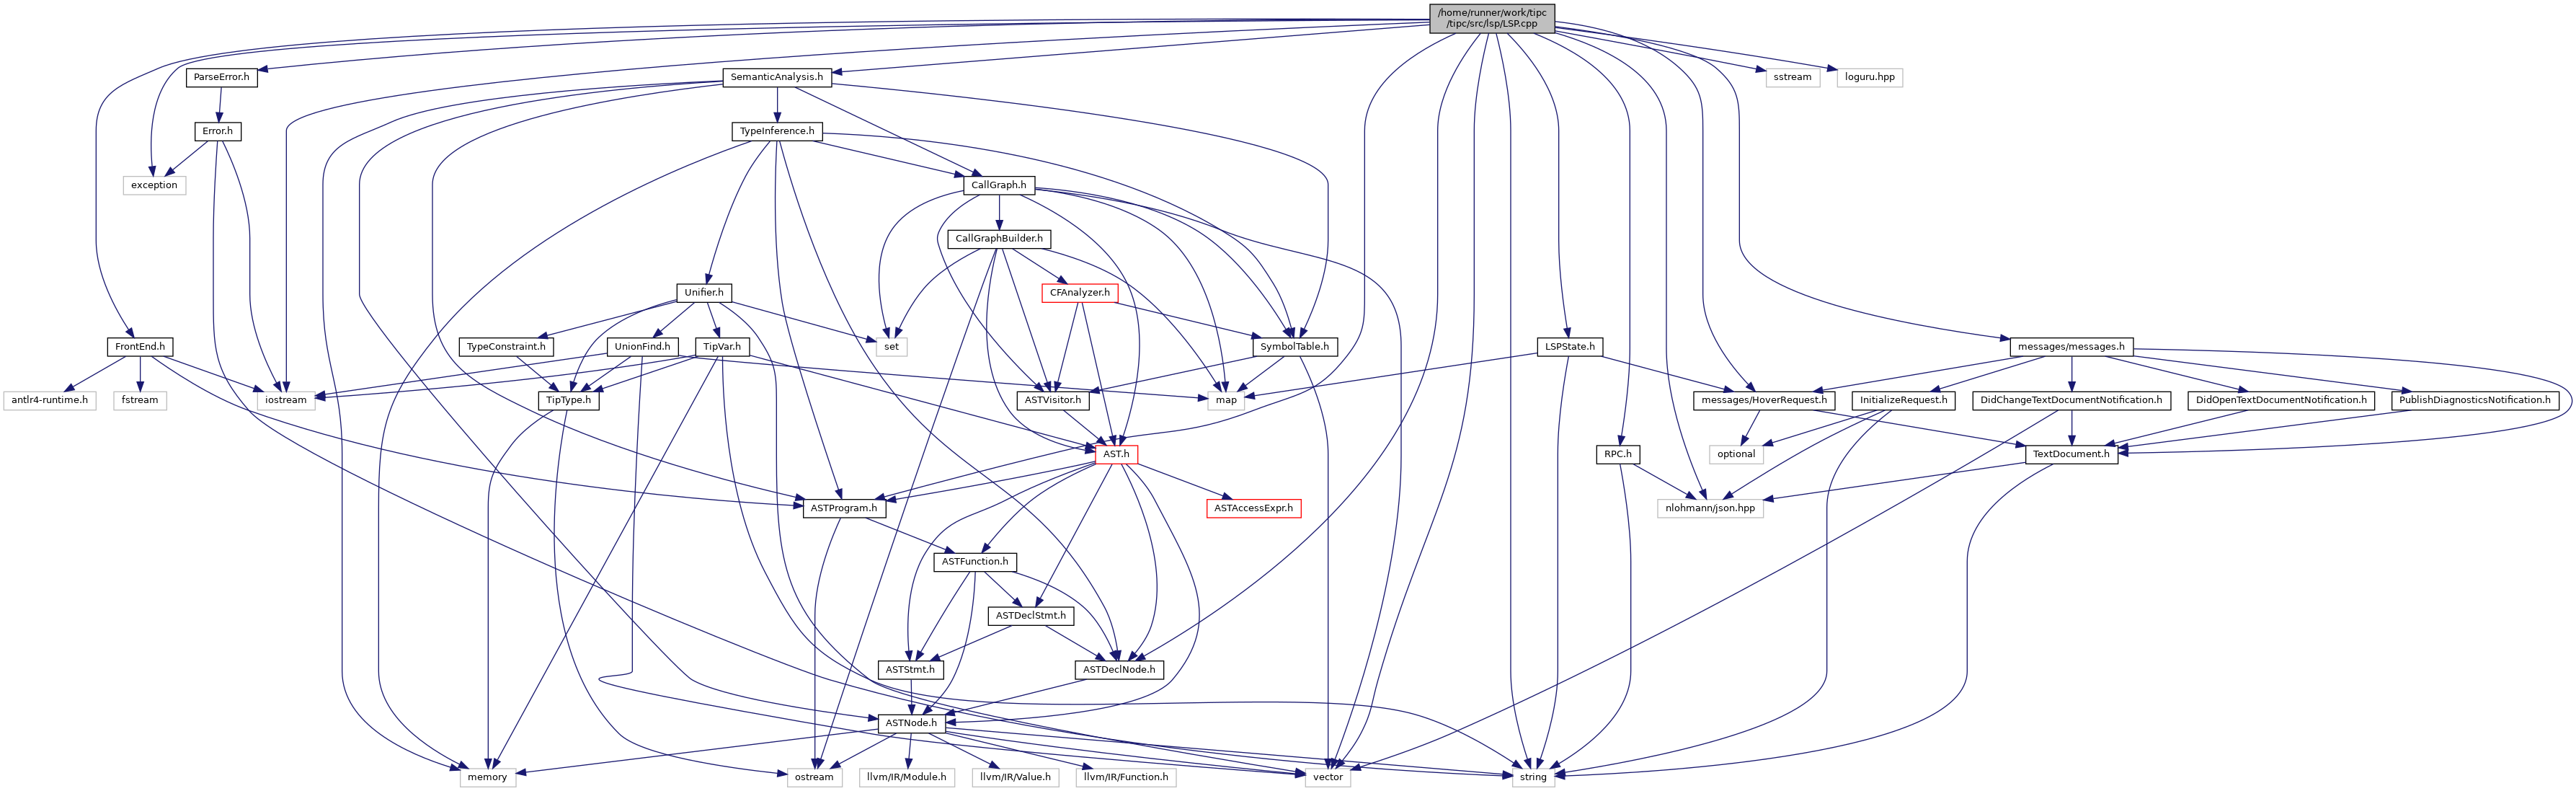 /home/runner/work/tipc
/tipc/src/lsp/LSP.cpp
ParseError.h
SemanticAnalysis.h
sstream
loguru.hpp
Error.h
TypeInference.h
exception
CallGraph.h
CallGraphBuilder.h
Unifier.h
CFAnalyzer.h
FrontEnd.h
TypeConstraint.h
UnionFind.h
TipVar.h
set
SymbolTable.h
LSPState.h
messages/messages.h
antlr4-runtime.h
fstream
iostream
TipType.h
ASTVisitor.h
map
messages/HoverRequest.h
InitializeRequest.h
DidChangeTextDocumentNotification.h
DidOpenTextDocumentNotification.h
PublishDiagnosticsNotification.h
AST.h
RPC.h
optional
TextDocument.h
ASTProgram.h
ASTAccessExpr.h
nlohmann/json.hpp
ASTFunction.h
ASTDeclStmt.h
ASTStmt.h
ASTDeclNode.h
ASTNode.h
memory
ostream
llvm/IR/Module.h
llvm/IR/Value.h
llvm/IR/Function.h
vector
string